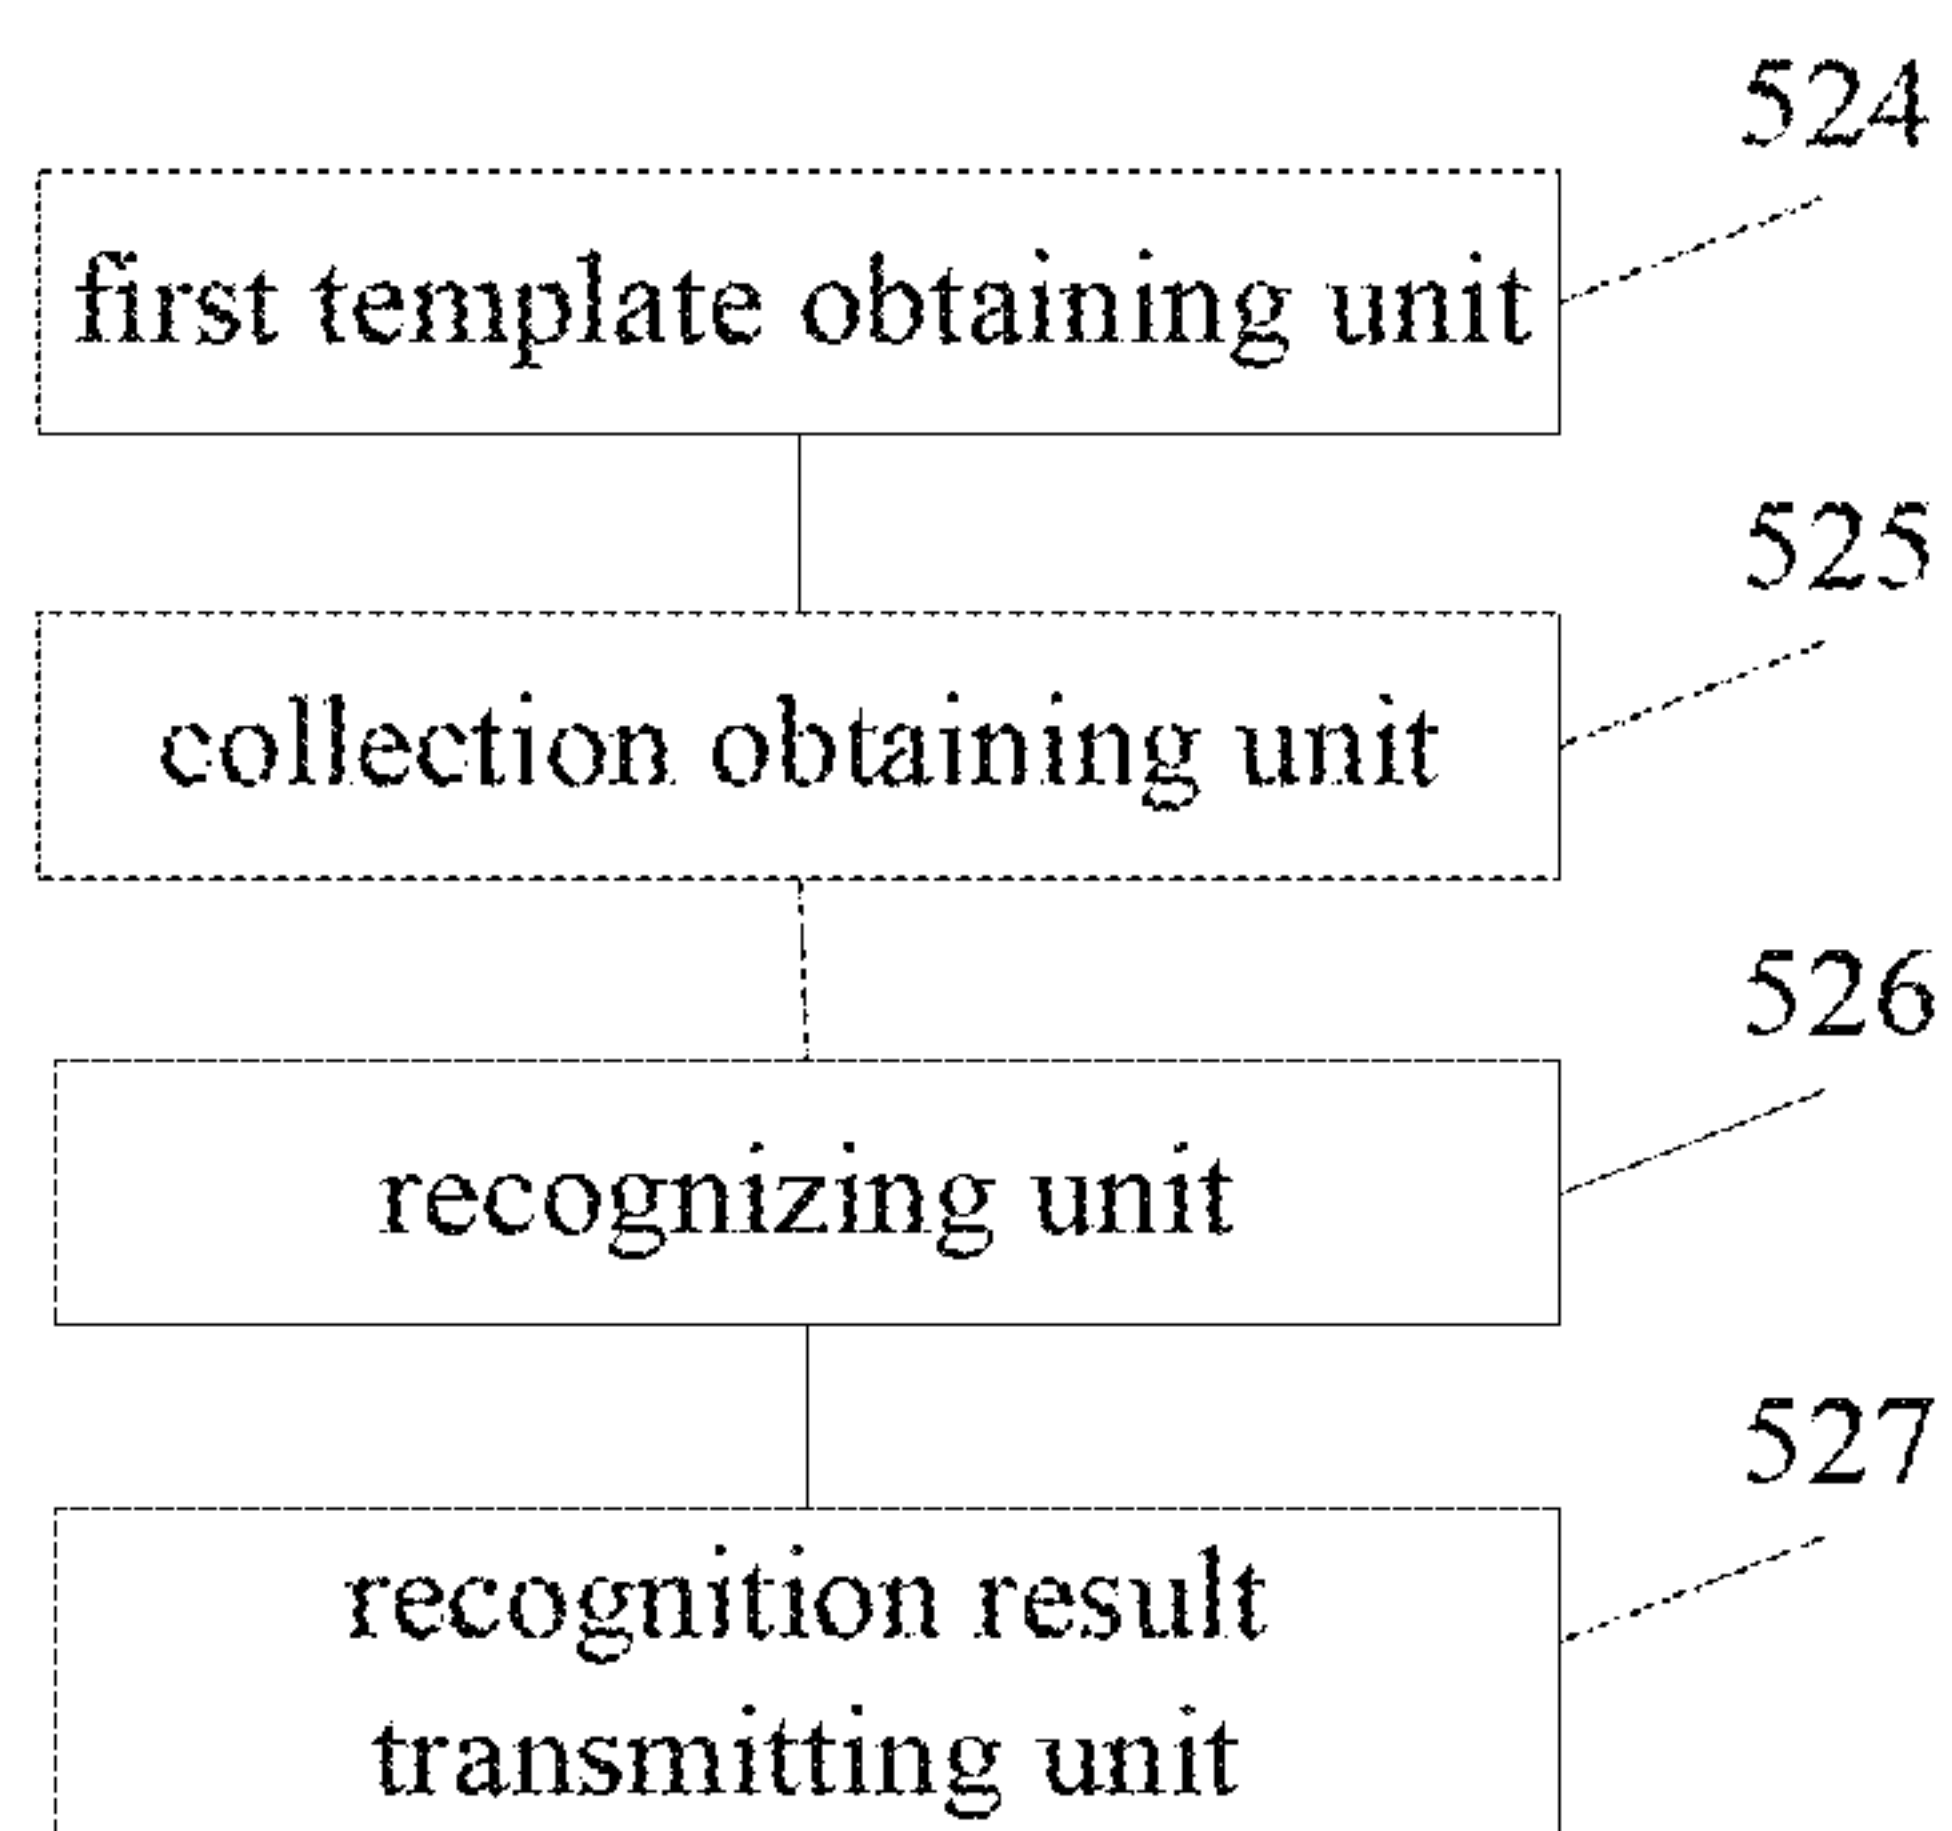 524
first template obtaining unit
525
collection obtaining unit
526
recognizing unit
527
recognition result
transmitting unit